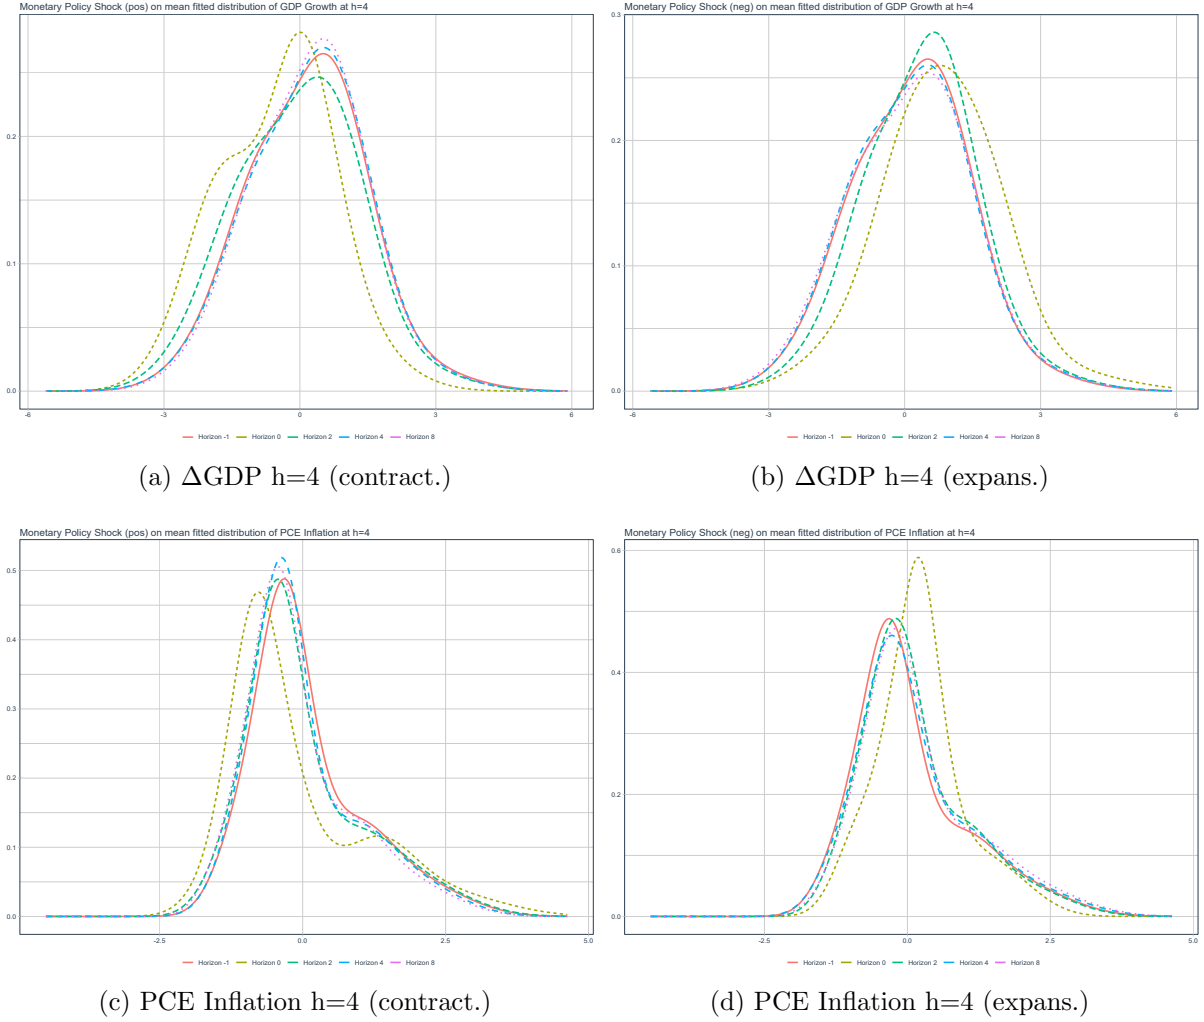 Monetary Policy Shock (pos) on mean fitted distribution of GDP Growth at h=4
0.2
0.1
0.0
-6 -3 0 3 6
Horizon -1 Horizon 0 Horizon 2 Horizon 4 Horizon 8
(a) ΔGDP h=4 (contract.)
Monetary Policy Shock (neg) on mean fitted distribution of GDP Growth at h=4
0.3
0.2
0.1
0.0
-6 -3 0 3 6
Horizon -1 Horizon 0 Horizon 2 Horizon 4 Horizon 8
(b) ΔGDP h=4 (expans.)
Monetary Policy Shock (pos) on mean fitted distribution of PCE Inflation at h=4
0.5
0.4
0.3
0.2
0.1
0.0
-2.5 0.0 2.5 5.0
Horizon -1 Horizon 0 Horizon 2 Horizon 4 Horizon 8
(c) PCE Inflation h=4 (contract.)
Monetary Policy Shock (neg) on mean fitted distribution of PCE Inflation at h=4
0.6
0.4
0.2
0.0
-2.5 0.0 2.5 5.0
Horizon -1 Horizon 0 Horizon 2 Horizon 4 Horizon 8
(d) PCE Inflation h=4 (expans.)